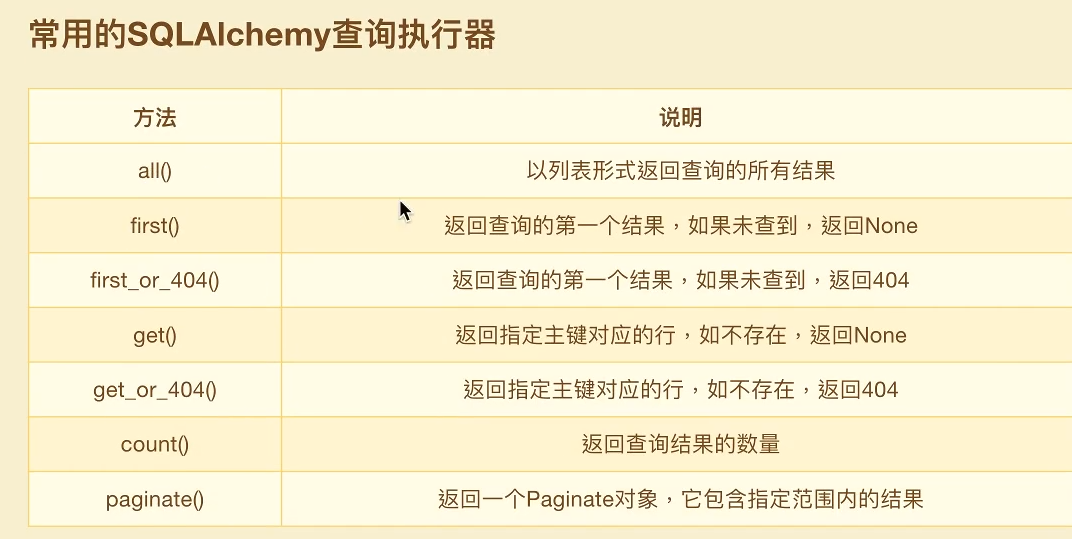 常用的SQLAlchemy查询执行器
方法 说明
all() 以列表形式返回查询的所有结果
first() 返回查询的第一个结果，如果未查到，返回None
first_or_404() 返回查询的第一个结果，如果未查到，返回404
get() 返回指定主键对应的行，如不存在，返回None
get_or_404() 返回指定主键对应的行，如不存在，返回404
count() 返回查询结果的数量
paginate() 返回一个Paginate对象，它包含指定范围内的结果